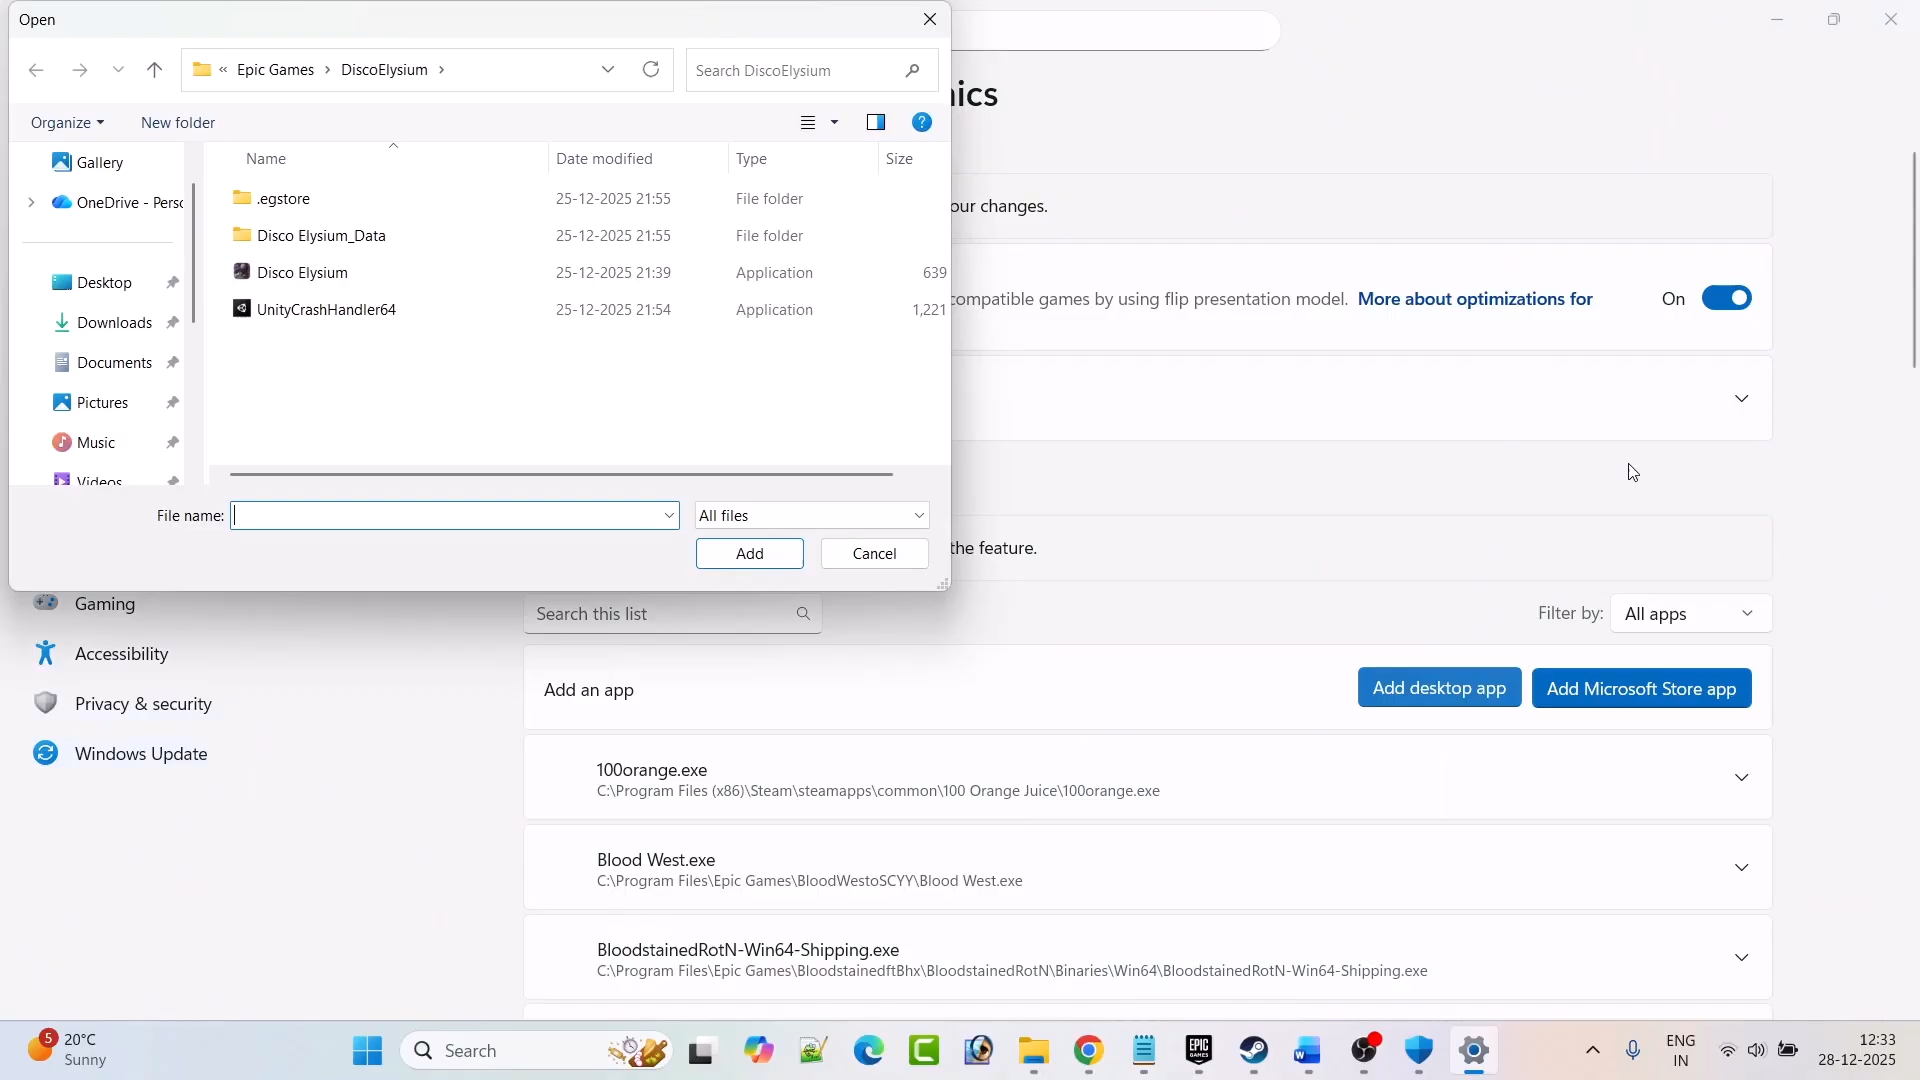 Open
« Epic Games › DiscoElysium ›
Search DiscoElysium
Organize
New folder
?
Name
Date modified
Type
Size
Gallery
OneDrive - Perso
Desktop
Downloads
Documents
Pictures
Music
Videos
.egstore 25-12-2025 21:55 File folder
Disco Elysium_Data 25-12-2025 21:55 File folder
Disco Elysium 25-12-2025 21:39 Application 639
UnityCrashHandler64 25-12-2025 21:54 Application 1,221
File name:
All files
Add
Cancel
ics
our changes.
compatible games by using flip presentation model. More about optimizations for
On
the feature.
Gaming
Accessibility
Privacy & security
Windows Update
Search this list
Filter by: All apps
Add an app
Add desktop app
Add Microsoft Store app
100orange.exe
C:\Program Files (x86)\Steam\steamapps\common\100 Orange Juice\100orange.exe
Blood West.exe
C:\Program Files\Epic Games\BloodWestoSCYY\Blood West.exe
BloodstainedRotN-Win64-Shipping.exe
C:\Program Files\Epic Games\BloodstainedftBhx\BloodstainedRotN\Binaries\Win64\BloodstainedRotN-Win64-Shipping.exe
5
20°C
Sunny
Search
EPIC
GAMES
ENG
IN
12:33
28-12-2025